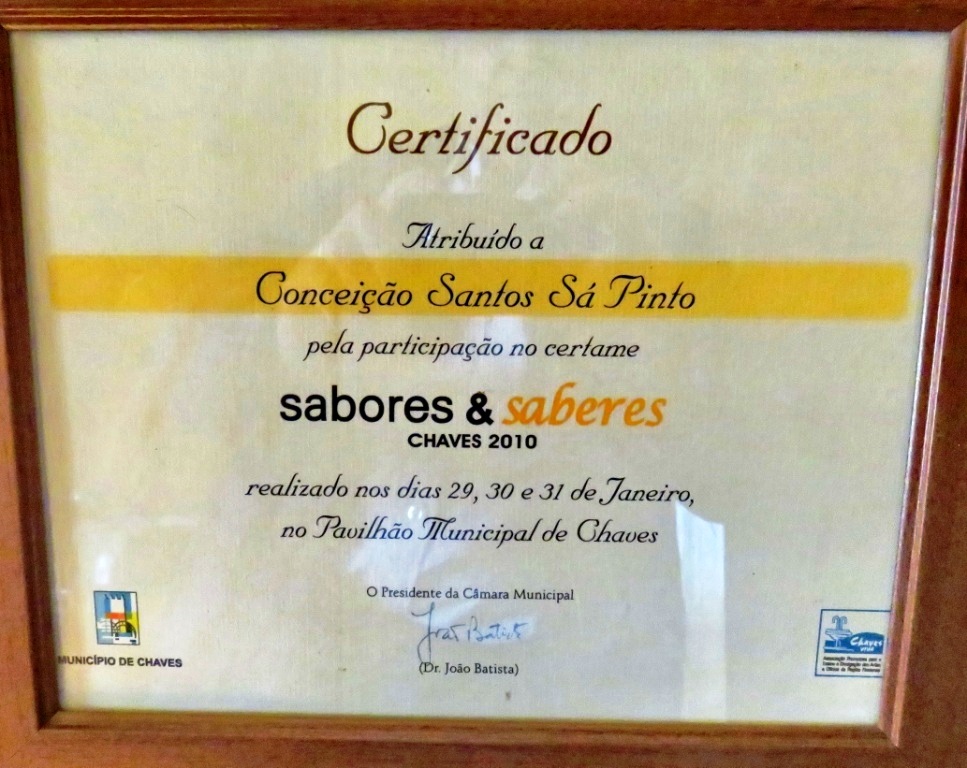 Certificado
Atribuído a
Conceição Santos Sá Pinto
pela participação no certame
sabores & saberes
CHAVES 2010
realizado nos dias 29, 30 e 31 de Janeiro,
no Pavilhão Municipal de Chaves
O Presidente da Câmara Municipal
(Dr. João Batista)
MUNICÍPIO DE CHAVES
Chaves
viva